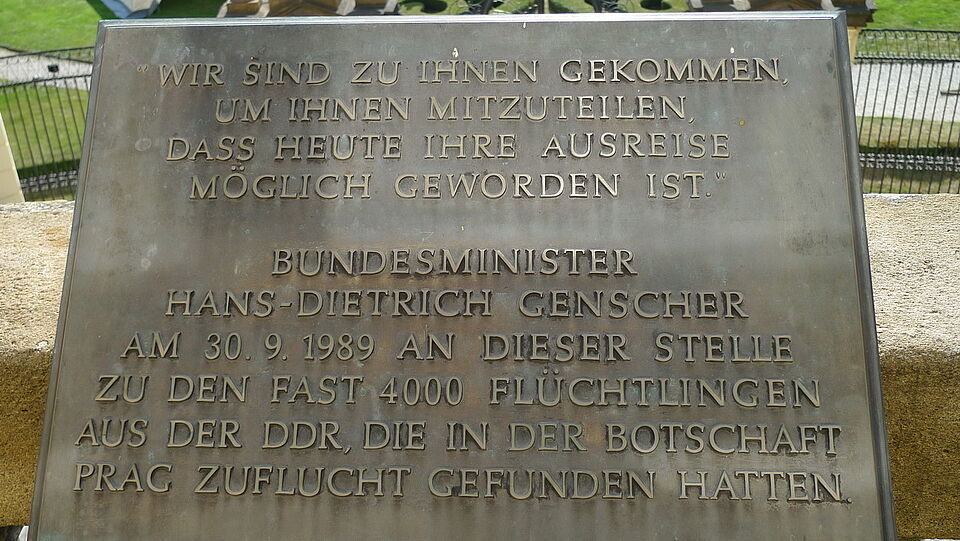 "WIR SIND ZU IHNEN GEKOMMEN,
UM IHNEN MITZUTEILEN,
DASS HEUTE IHRE AUSREISE
MÖGLICH GEWORDEN IST."
BUNDESMINISTER
HANS-DIETRICH GENSCHER
AM 30. 9. 1989 AN DIESER STELLE
ZU DEN FAST 4000 FLÜCHTLINGEN
AUS DER DDR, DIE IN DER BOTSCHAFT
PRAG ZUFLUCHT GEFUNDEN HATTEN.